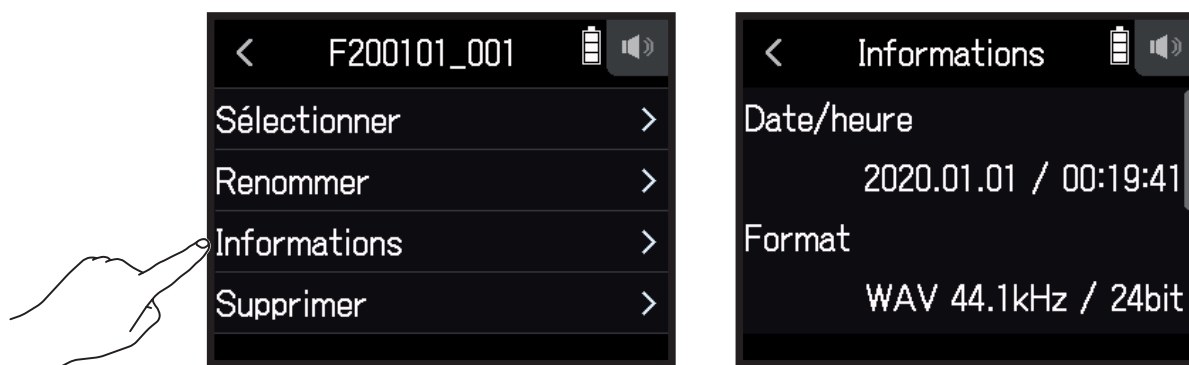 F200101_001
Sélectionner
Renommer
Informations
Supprimer
Informations
Date/heure
2020.01.01 / 00:19:41
Format
WAV 44.1kHz / 24bit